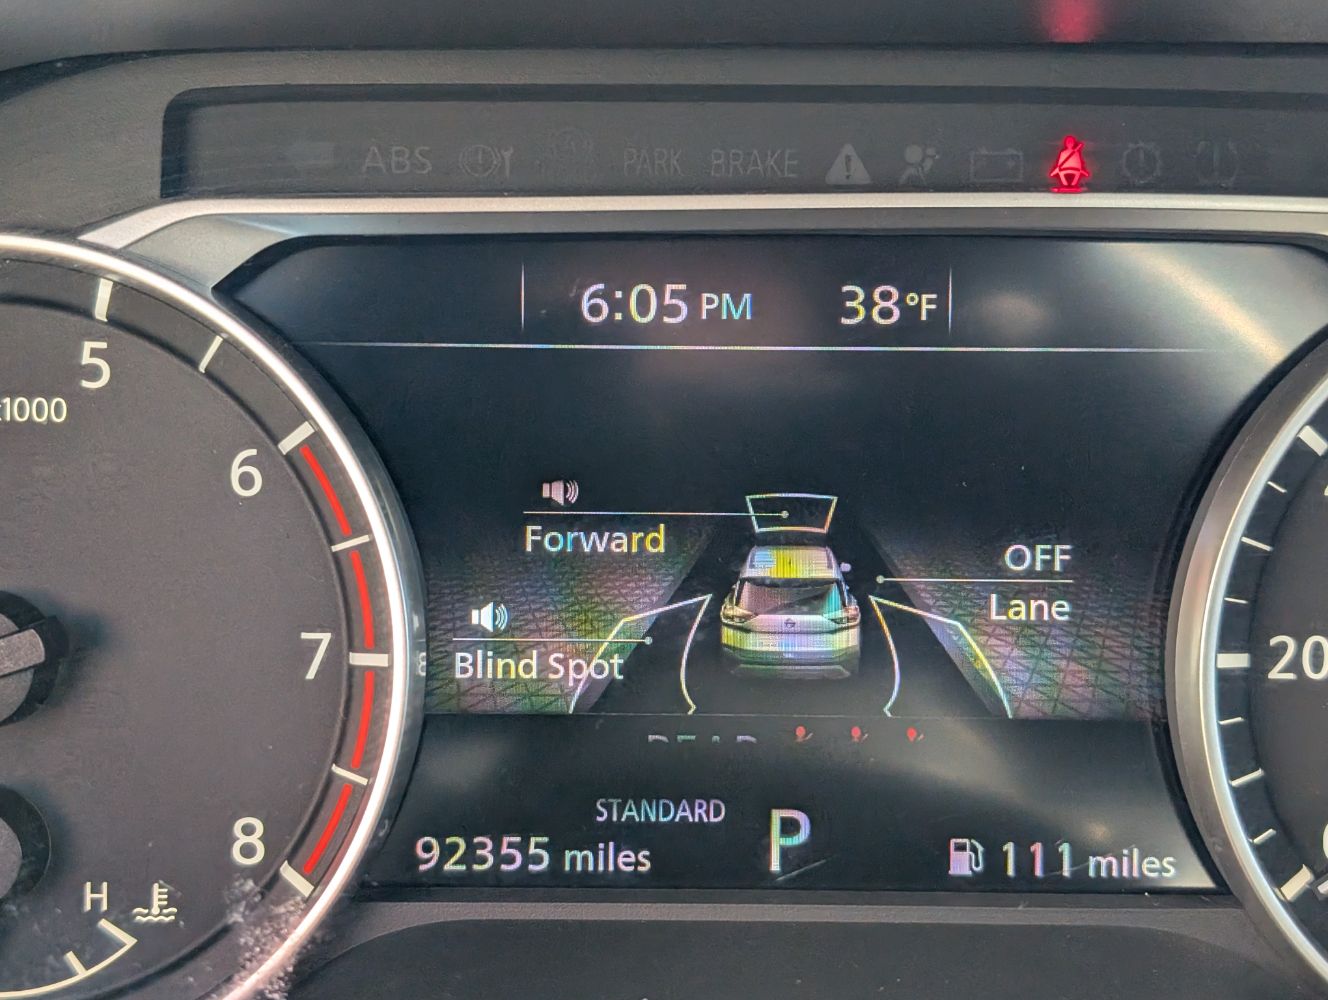 ABS PARK BRAKE
6:05 PM 38°F
5
x1000
6
7
8
H
Forward
OFF
Lane
Blind Spot
20
REAR
STANDARD
92355 miles P 111 miles